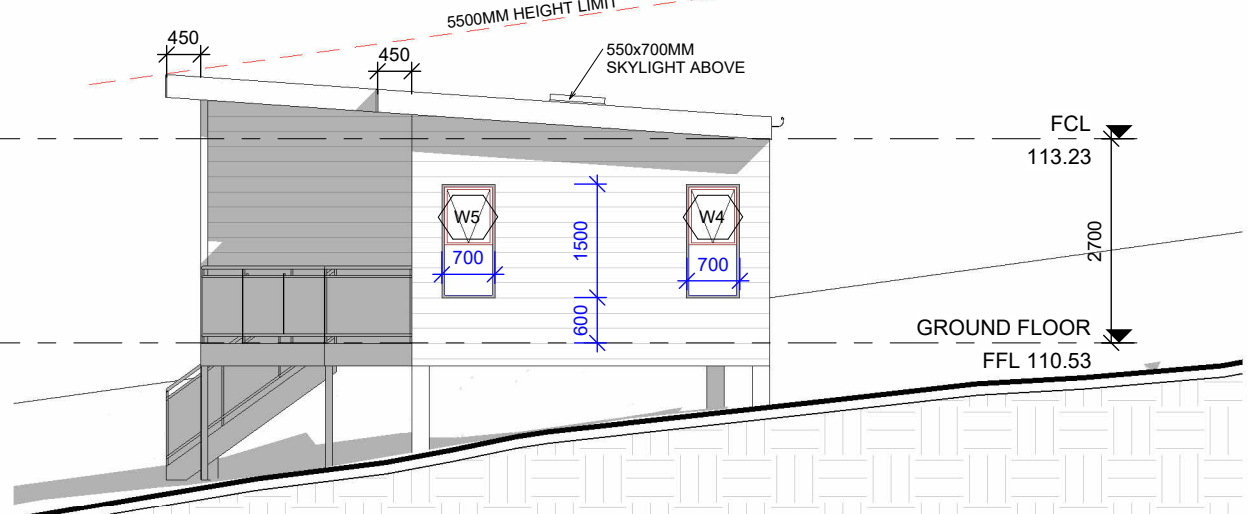 5500MM HEIGHT LIMIT
450
450
550x700MM
SKYLIGHT ABOVE
FCL
113.23
W5
W4
1500
2700
700
700
600
GROUND FLOOR
FFL 110.53